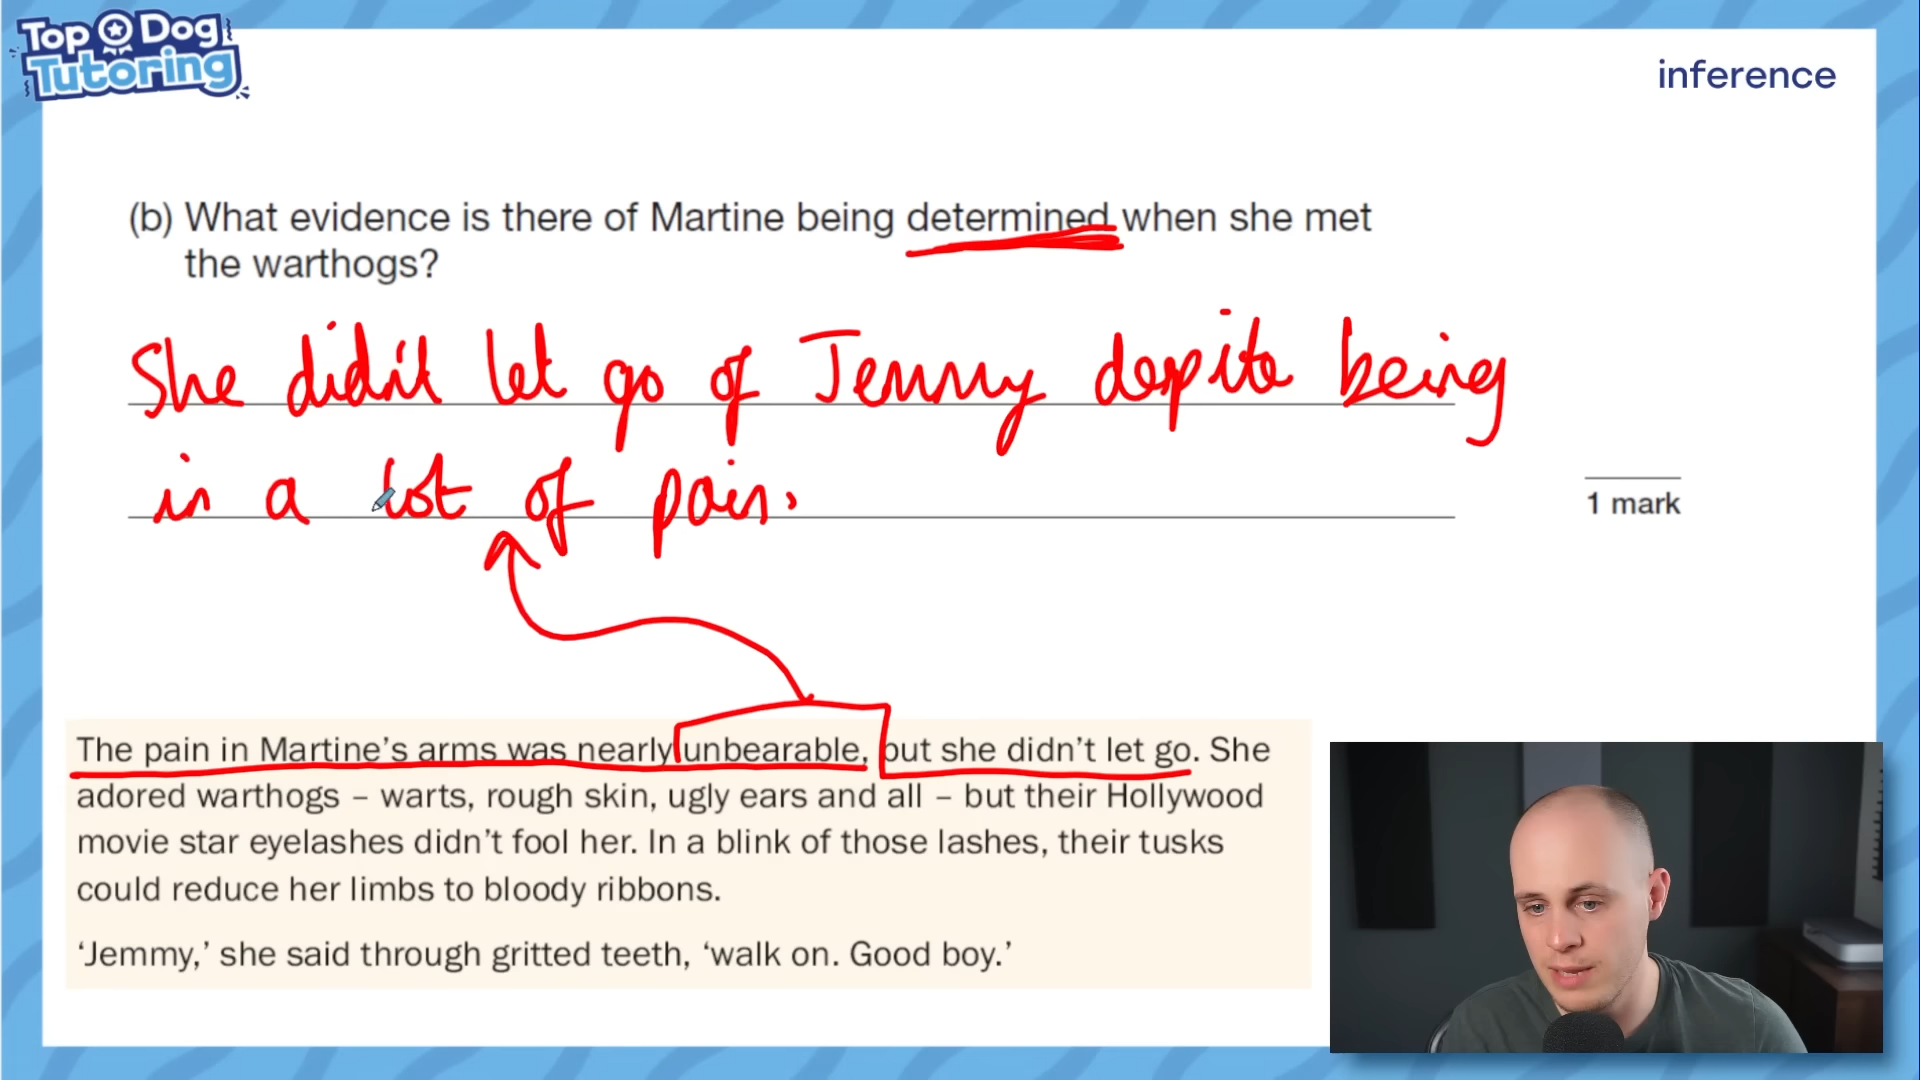 Top Dog
Tutoring
inference
(b) What evidence is there of Martine being determined when she met
the warthogs?
She didn't let go of Jemmy despite being
in a lot of pain.
1 mark
The pain in Martine's arms was nearly unbearable, but she didn't let go. She
adored warthogs – warts, rough skin, ugly ears and all – but their Hollywood
movie star eyelashes didn't fool her. In a blink of those lashes, their tusks
could reduce her limbs to bloody ribbons.
‘Jemmy,’ she said through gritted teeth, ‘walk on. Good boy.’